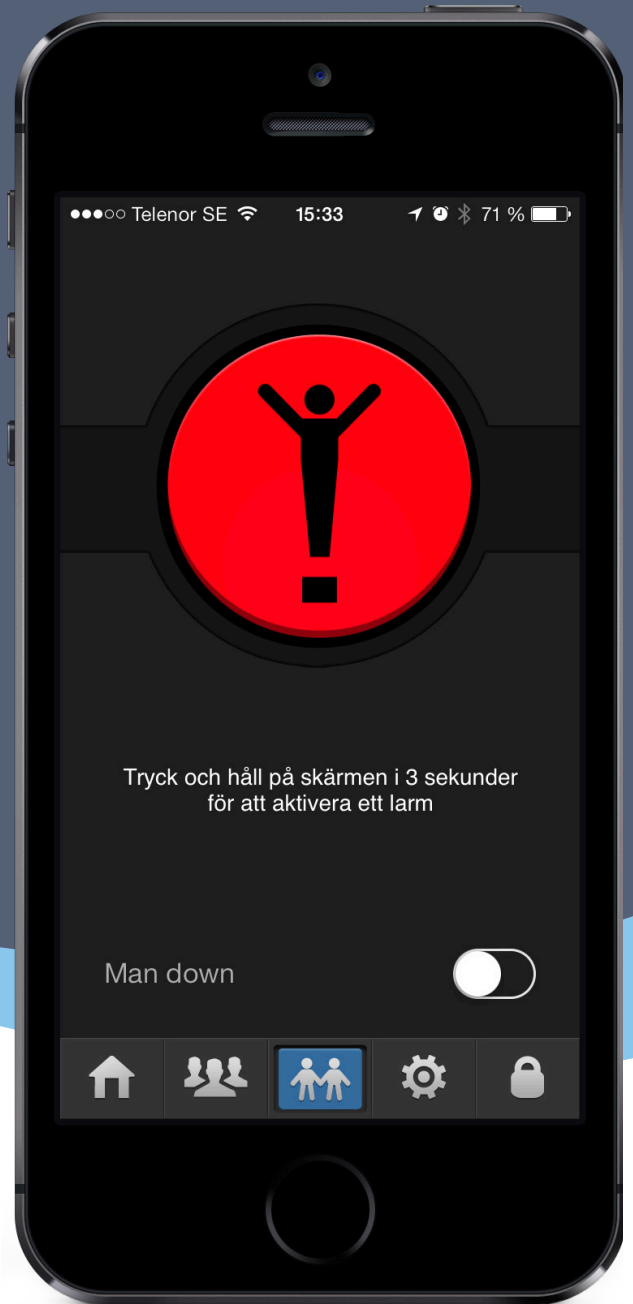 Telenor SE 15:33 71 %
Tryck och håll på skärmen i 3 sekunder
för att aktivera ett larm
Man down